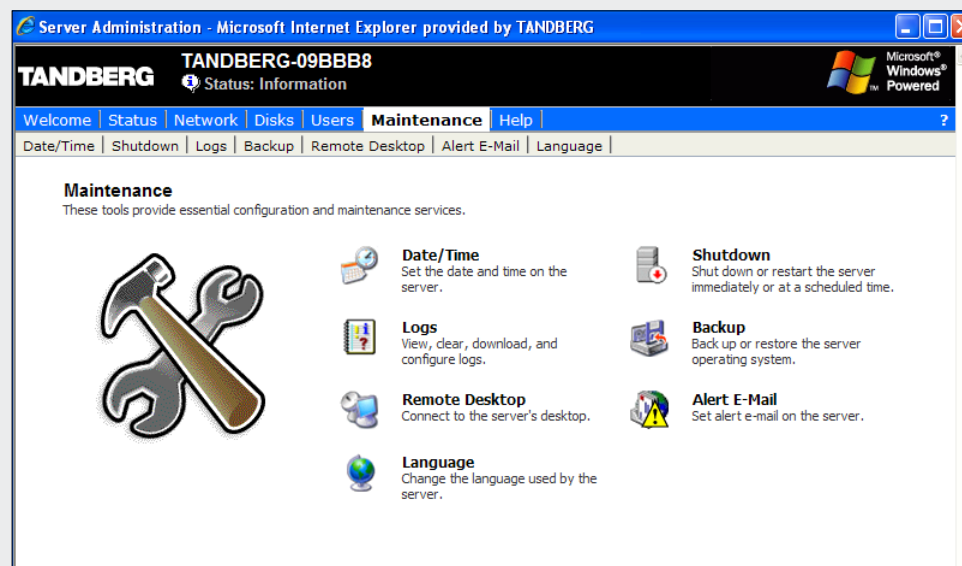 Server Administration - Microsoft Internet Explorer provided by TANDBERG
TANDBERG
TANDBERG-09BBB8
Status: Information
Microsoft®
Windows®
Powered
TM
Welcome | Status | Network | Disks | Users | Maintenance | Help | ?
Date/Time | Shutdown | Logs | Backup | Remote Desktop | Alert E-Mail | Language |
Maintenance
These tools provide essential configuration and maintenance services.
Date/Time
Set the date and time on the
server.
Shutdown
Shut down or restart the server
immediately or at a scheduled time.
Logs
View, clear, download, and
configure logs.
Backup
Back up or restore the server
operating system.
Remote Desktop
Connect to the server's desktop.
Alert E-Mail
Set alert e-mail on the server.
Language
Change the language used by the
server.